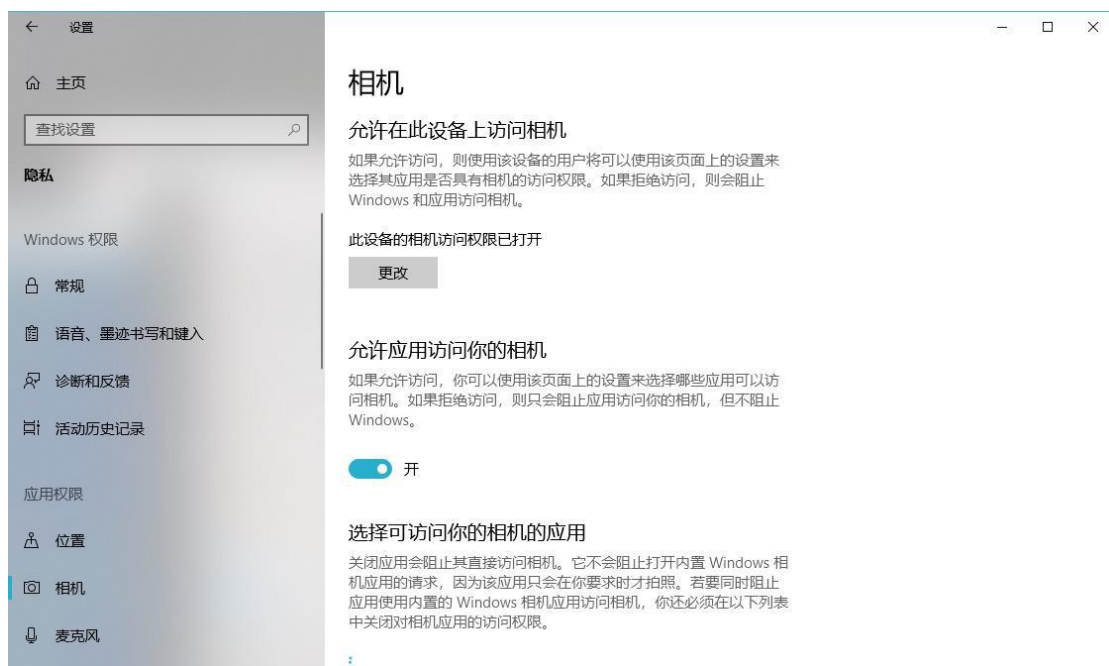 设置
主页
查找设置
隐私
Windows 权限
常规
语音、墨迹书写和键入
诊断和反馈
活动历史记录
应用权限
位置
相机
麦克风
相机
允许在此设备上访问相机
如果允许访问，则使用该设备的用户将可以使用该页面上的设置来
选择其应用是否具有相机的访问权限。如果拒绝访问，则会阻止
Windows 和应用访问相机。
此设备的相机访问权限已打开
更改
允许应用访问你的相机
如果允许访问，你可以使用该页面上的设置来选择哪些应用可以访
问相机。如果拒绝访问，则只会阻止应用访问你的相机，但不阻止
Windows。
开
选择可访问你的相机的应用
关闭应用会阻止其直接访问相机。它不会阻止打开内置 Windows 相
机应用的请求，因为该应用只会在你要求时才拍照。若要同时阻止
应用使用内置的 Windows 相机应用访问相机，你还必须在以下列表
中关闭对相机应用的访问权限。